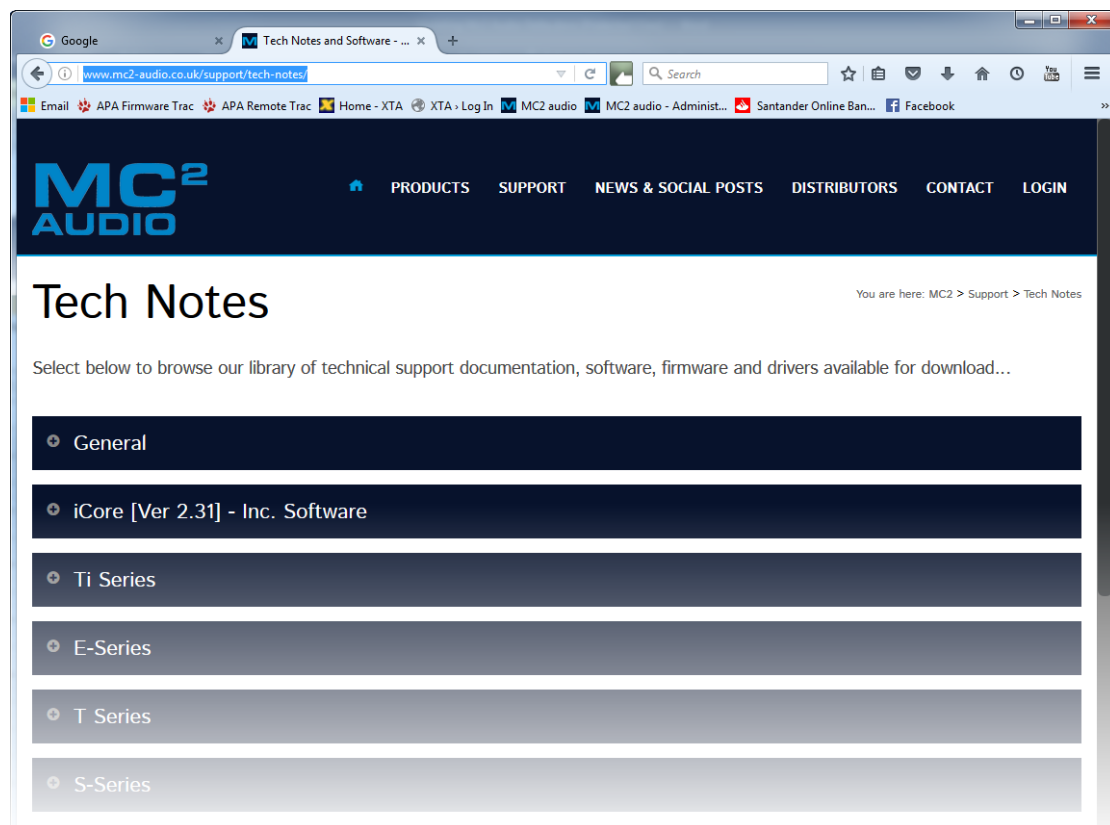 Google
Tech Notes and Software - ...
www.mc2-audio.co.uk/support/tech-notes/
Search
You Tube
Email APA Firmware Trac APA Remote Trac Home - XTA XTA › Log In MC2 audio MC2 audio - Administ... Santander Online Ban... Facebook
MC2
AUDIO
PRODUCTS SUPPORT NEWS & SOCIAL POSTS DISTRIBUTORS CONTACT LOGIN
Tech Notes
You are here: MC2 > Support > Tech Notes
Select below to browse our library of technical support documentation, software, firmware and drivers available for download...
General
iCore [Ver 2.31] - Inc. Software
Ti Series
E-Series
T Series
S-Series